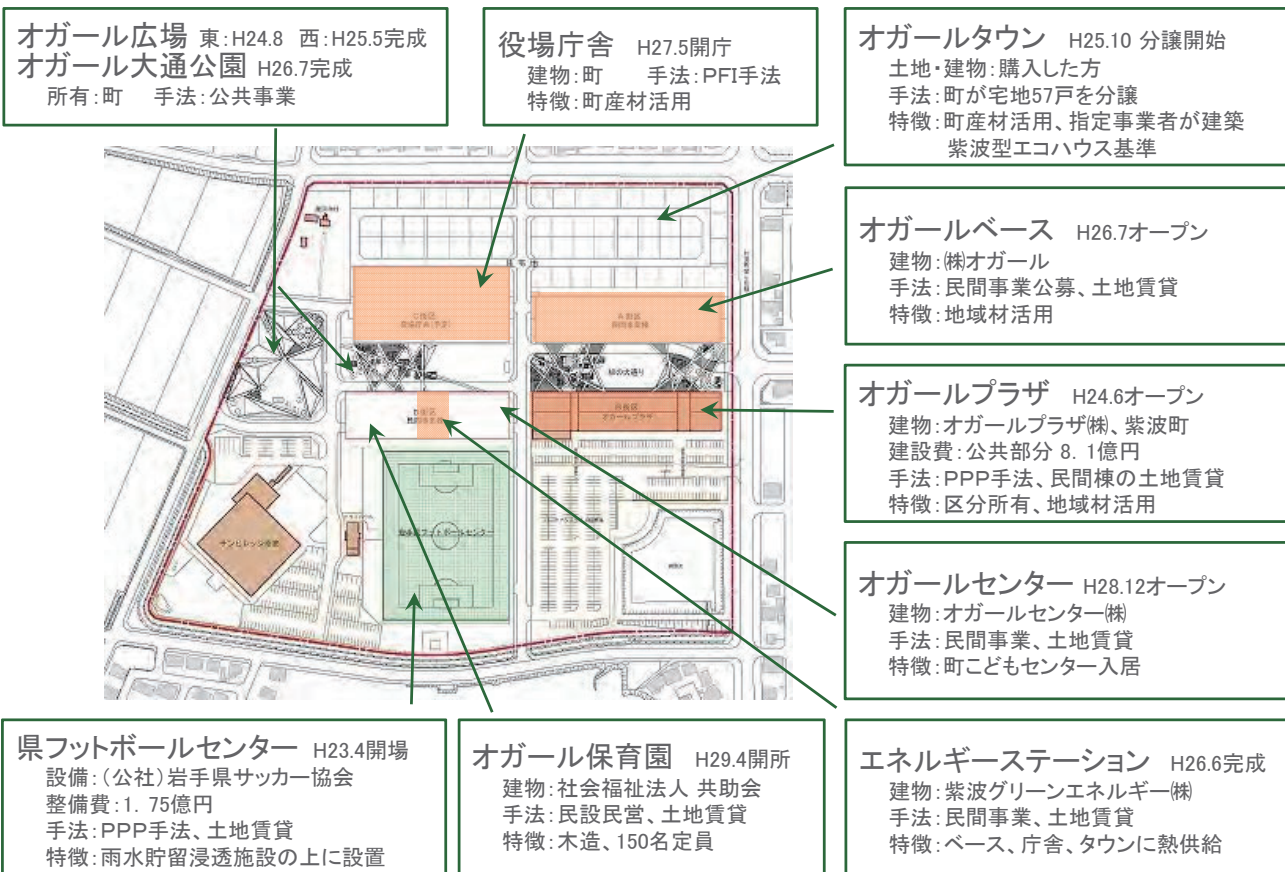 オガール広場 東:H24.8 西:H25.5完成
オガール大通公園 H26.7完成
所有:町 手法:公共事業
役場庁舎 H27.5開庁
建物:町 手法:PFI手法
特徴:町産材活用
オガールタウン H25.10 分譲開始
土地・建物:購入した方
手法:町が宅地57戸を分譲
特徴:町産材活用、指定事業者が建築
紫波型エコハウス基準
オガールベース H26.7オープン
建物:㈱オガール
手法:民間事業公募、土地賃貸
特徴:地域材活用
オガールプラザ H24.6オープン
建物:オガールプラザ㈱、紫波町
建設費:公共部分 8. 1億円
手法:PPP手法、民間棟の土地賃貸
特徴:区分所有、地域材活用
オガールセンター H28.12オープン
建物:オガールセンター㈱
手法:民間事業、土地賃貸
特徴:町こどもセンター入居
C街区
A街区
B街区
オガールプラザ
D街区
県フットボールセンター H23.4開場
設備:(公社)岩手県サッカー協会
整備費:1. 75億円
手法:PPP手法、土地賃貸
特徴:雨水貯留浸透施設の上に設置
オガール保育園 H29.4開所
建物:社会福祉法人 共助会
手法:民設民営、土地賃貸
特徴:木造、150名定員
エネルギーステーション H26.6完成
建物:紫波グリーンエネルギー㈱
手法:民間事業、土地賃貸
特徴:ベース、庁舎、タウンに熱供給